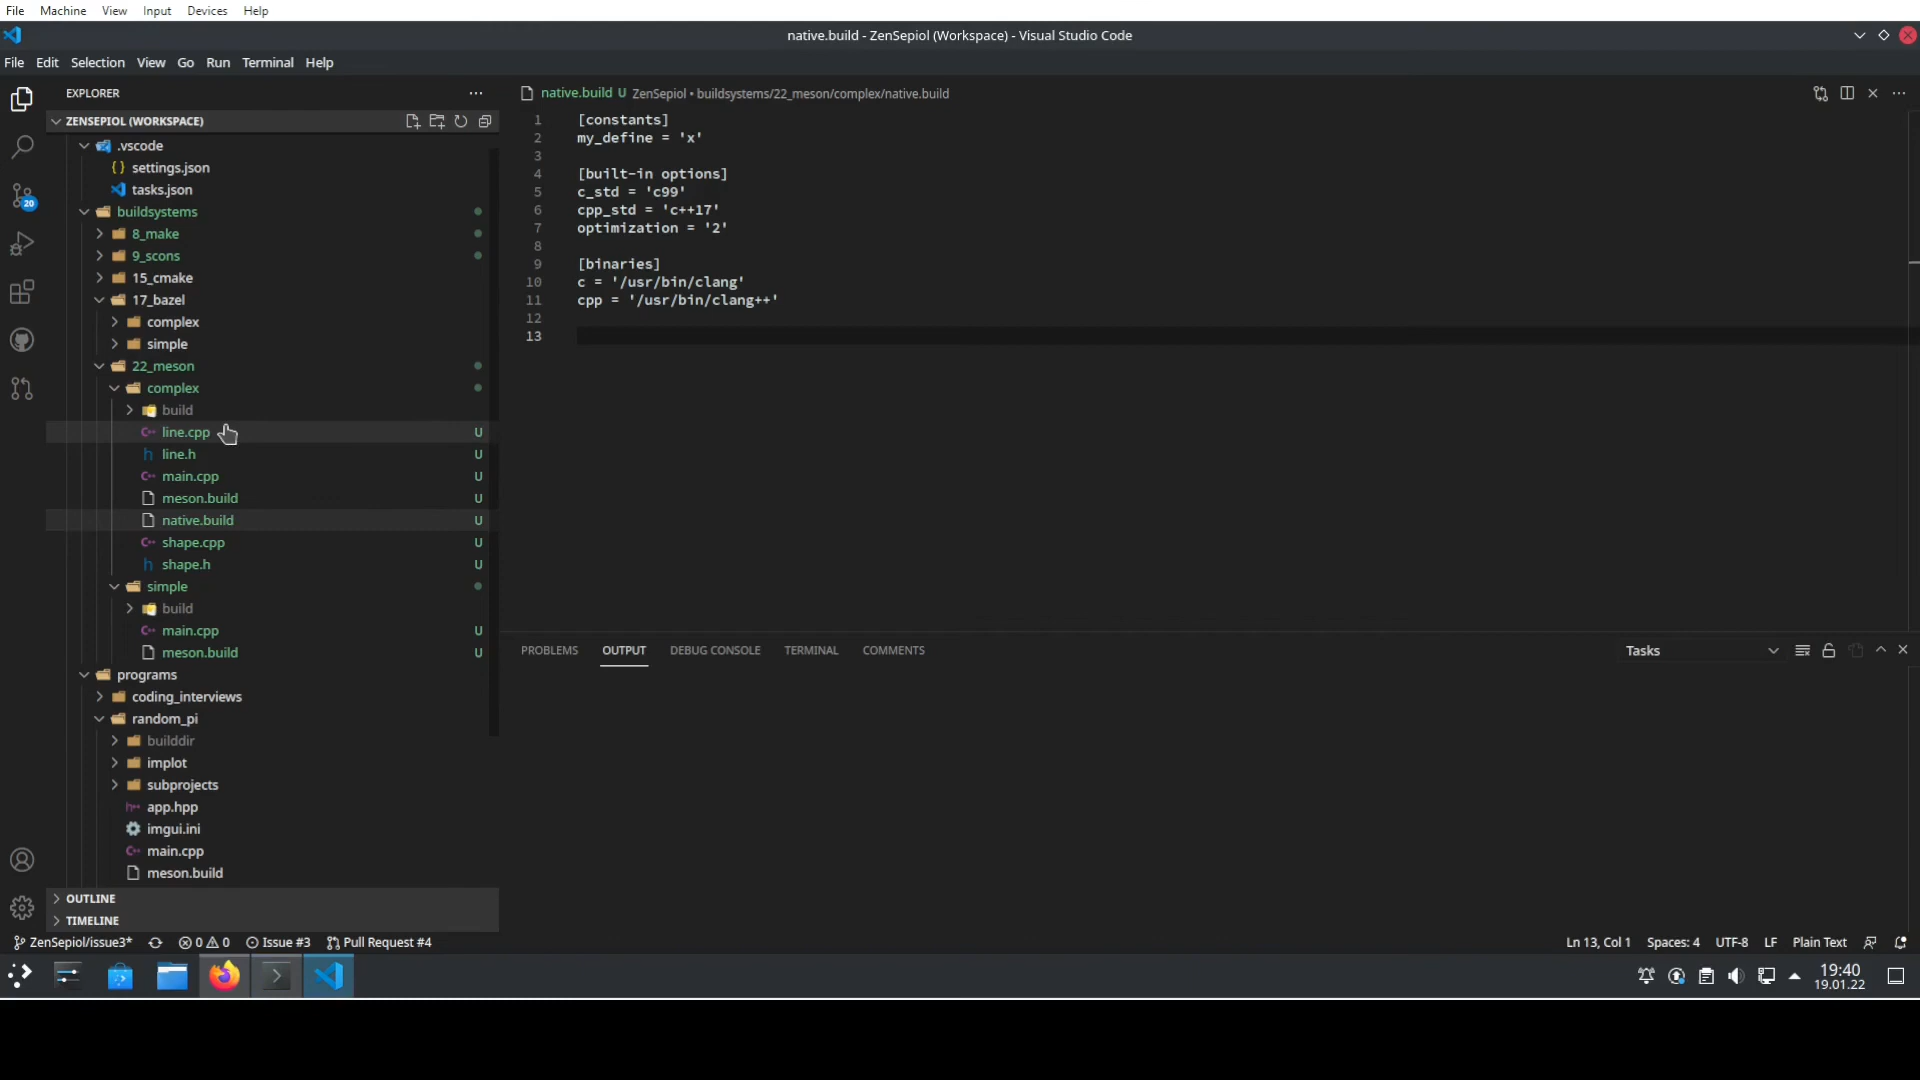 File Machine View Input Devices Help
native.build - ZenSepiol (Workspace) - Visual Studio Code
File Edit Selection View Go Run Terminal Help
EXPLORER
ZENSEPIOL (WORKSPACE)
.vscode
{} settings.json
tasks.json
buildsystems
8_make
9_scons
15_cmake
17_bazel
complex
simple
22_meson
complex
build
line.cpp U
h line.h U
main.cpp U
meson.build U
native.build U
shape.cpp U
h shape.h U
simple
build
main.cpp U
meson.build U
programs
coding_interviews
random_pi
builddir
implot
subprojects
app.hpp
imgui.ini
main.cpp
meson.build
OUTLINE
TIMELINE
20
native.build U ZenSepiol • buildsystems/22_meson/complex/native.build
1 [constants]
2 my_define = 'x'
3
4 [built-in options]
5 c_std = 'c99'
6 cpp_std = 'c++17'
7 optimization = '2'
8
9 [binaries]
10 c = '/usr/bin/clang'
11 cpp = '/usr/bin/clang++'
12
13
PROBLEMS OUTPUT DEBUG CONSOLE TERMINAL COMMENTS Tasks
ZenSepiol/issue3* 0 0 Issue #3 Pull Request #4 Ln 13, Col 1 Spaces: 4 UTF-8 LF Plain Text
19:40
19.01.22